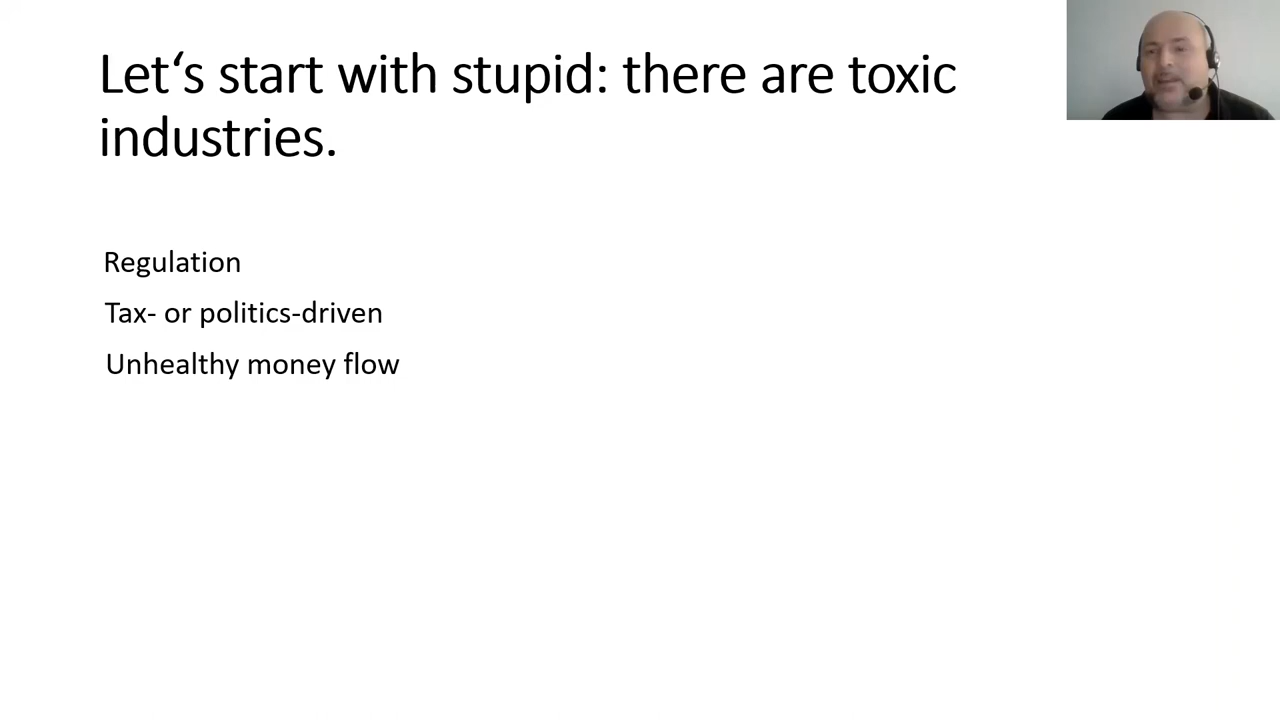 Let‘s start with stupid: there are toxic
industries.
Regulation
Tax- or politics-driven
Unhealthy money flow